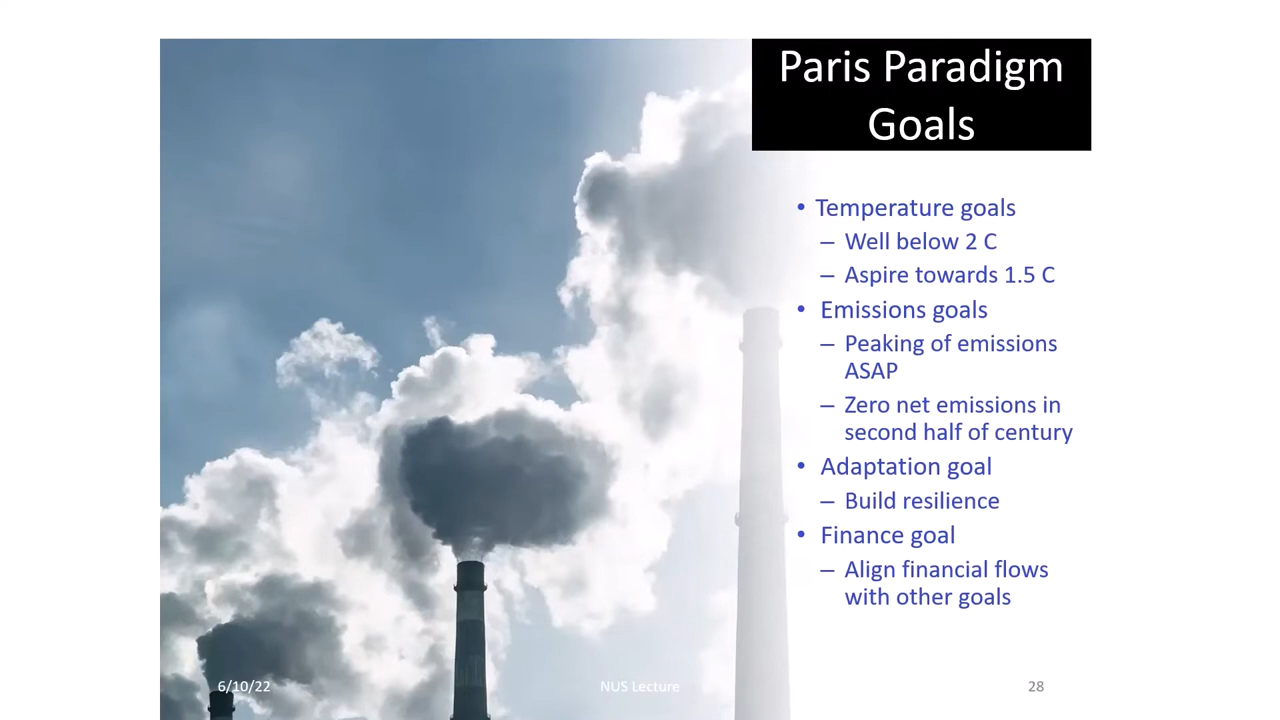 Paris Paradigm
Goals
• Temperature goals
– Well below 2 C
– Aspire towards 1.5 C
• Emissions goals
– Peaking of emissions
ASAP
– Zero net emissions in
second half of century
• Adaptation goal
– Build resilience
• Finance goal
– Align financial flows
with other goals
6/10/22
NUS Lecture
28